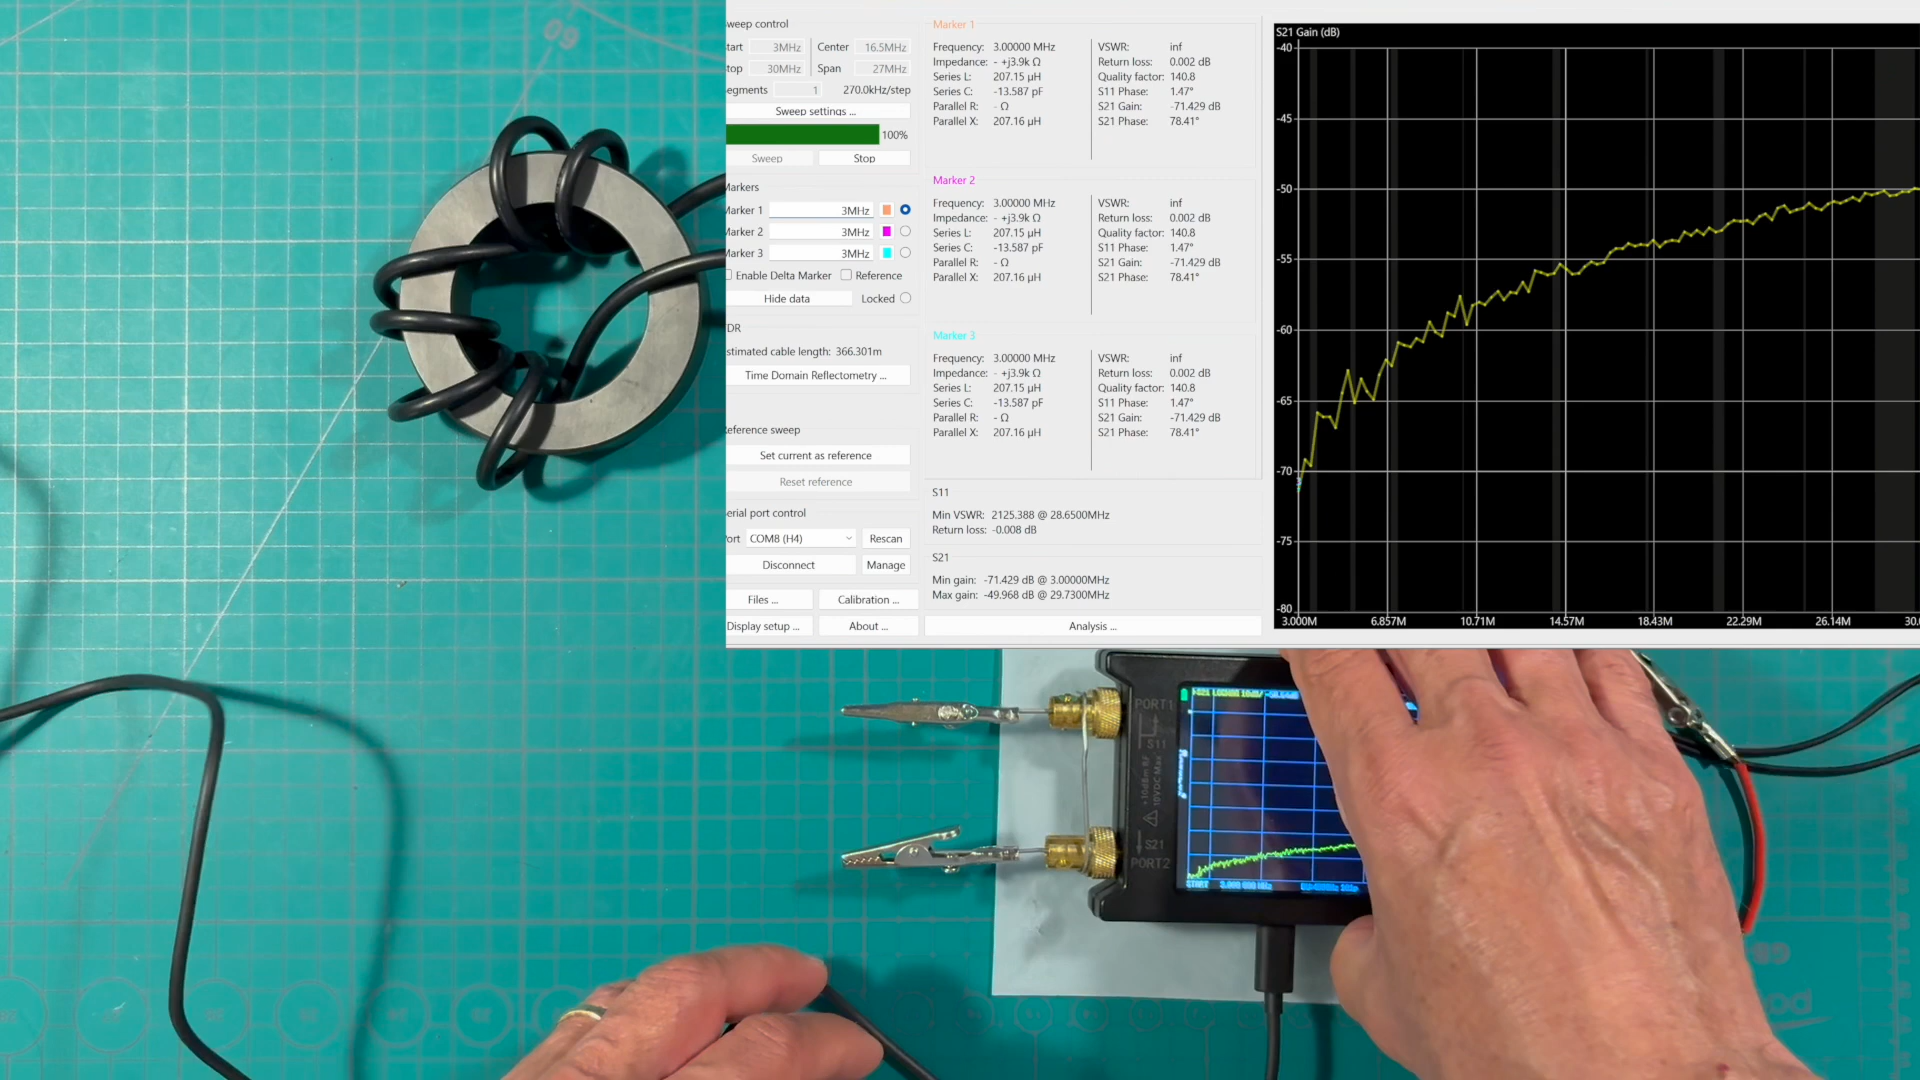 weep control
tart 3MHz Center 16.5MHz
top 30MHz Span 27MHz
egments 1 270.0kHz/step
Sweep settings ...
100%
Sweep Stop
Markers
Marker 1 3MHz
Marker 2 3MHz
Marker 3 3MHz
Enable Delta Marker Reference
Hide data Locked
DR
stimated cable length: 366.301m
Time Domain Reflectometry ...
eference sweep
Set current as reference
Reset reference
erial port control
ort COM8 (H4) Rescan
Disconnect Manage
Files ... Calibration ...
Display setup ... About ...
Marker 1
Frequency: 3.00000 MHz VSWR: inf
Impedance: - +j3.9k Ω Return loss: 0.002 dB
Series L: 207.15 μH Quality factor: 140.8
Series C: -13.587 pF S11 Phase: 1.47°
Parallel R: - Ω S21 Gain: -71.429 dB
Parallel X: 207.16 μH S21 Phase: 78.41°
Marker 2
Frequency: 3.00000 MHz VSWR: inf
Impedance: - +j3.9k Ω Return loss: 0.002 dB
Series L: 207.15 μH Quality factor: 140.8
Series C: -13.587 pF S11 Phase: 1.47°
Parallel R: - Ω S21 Gain: -71.429 dB
Parallel X: 207.16 μH S21 Phase: 78.41°
Marker 3
Frequency: 3.00000 MHz VSWR: inf
Impedance: - +j3.9k Ω Return loss: 0.002 dB
Series L: 207.15 μH Quality factor: 140.8
Series C: -13.587 pF S11 Phase: 1.47°
Parallel R: - Ω S21 Gain: -71.429 dB
Parallel X: 207.16 μH S21 Phase: 78.41°
S11
Min VSWR: 2125.388 @ 28.6500MHz
Return loss: -0.008 dB
S21
Min gain: -71.429 dB @ 3.00000MHz
Max gain: -49.968 dB @ 29.7300MHz
Analysis ...
S21 Gain (dB)
-40
-45
-50
-55
-60
-65
-70
-75
-80
3.000M 6.857M 10.71M 14.57M 18.43M 22.29M 26.14M 30.
PORT1
S11
+10dBm RF
10VDC Max
S21
PORT2
60